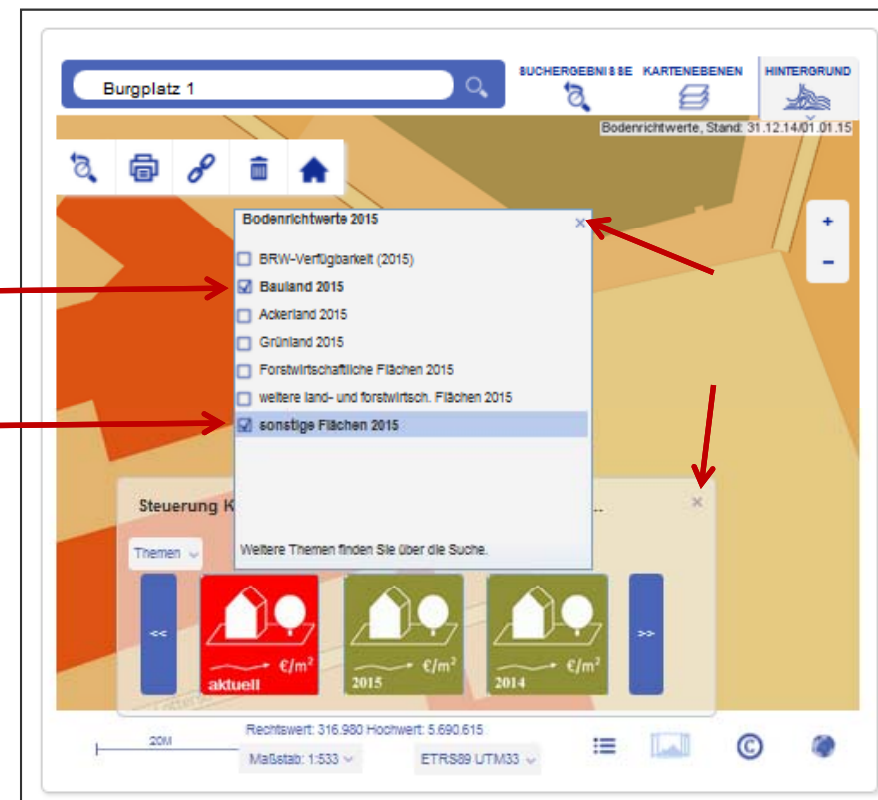 SUCHERGEBNISSE KARTENEBENEN HINTERGRUND
Burgplatz 1
Bodenrichtwerte, Stand: 31.12.14/01.01.15
Bodenrichtwerte 2015
BRW-Verfügbarkeit (2015)
Bauland 2015
Ackerland 2015
Grünland 2015
Forstwirtschaftliche Flächen 2015
weitere land- und forstwirtsch. Flächen 2015
sonstige Flächen 2015
Steuerung K ..
Weitere Themen finden Sie über die Suche.
Themen
<< >>
€/m² €/m² €/m²
aktuell 2015 2014
Rechtswert: 316.980 Hochwert: 5.690.615
20M
Maßstab: 1:533 ETRS89 UTM33